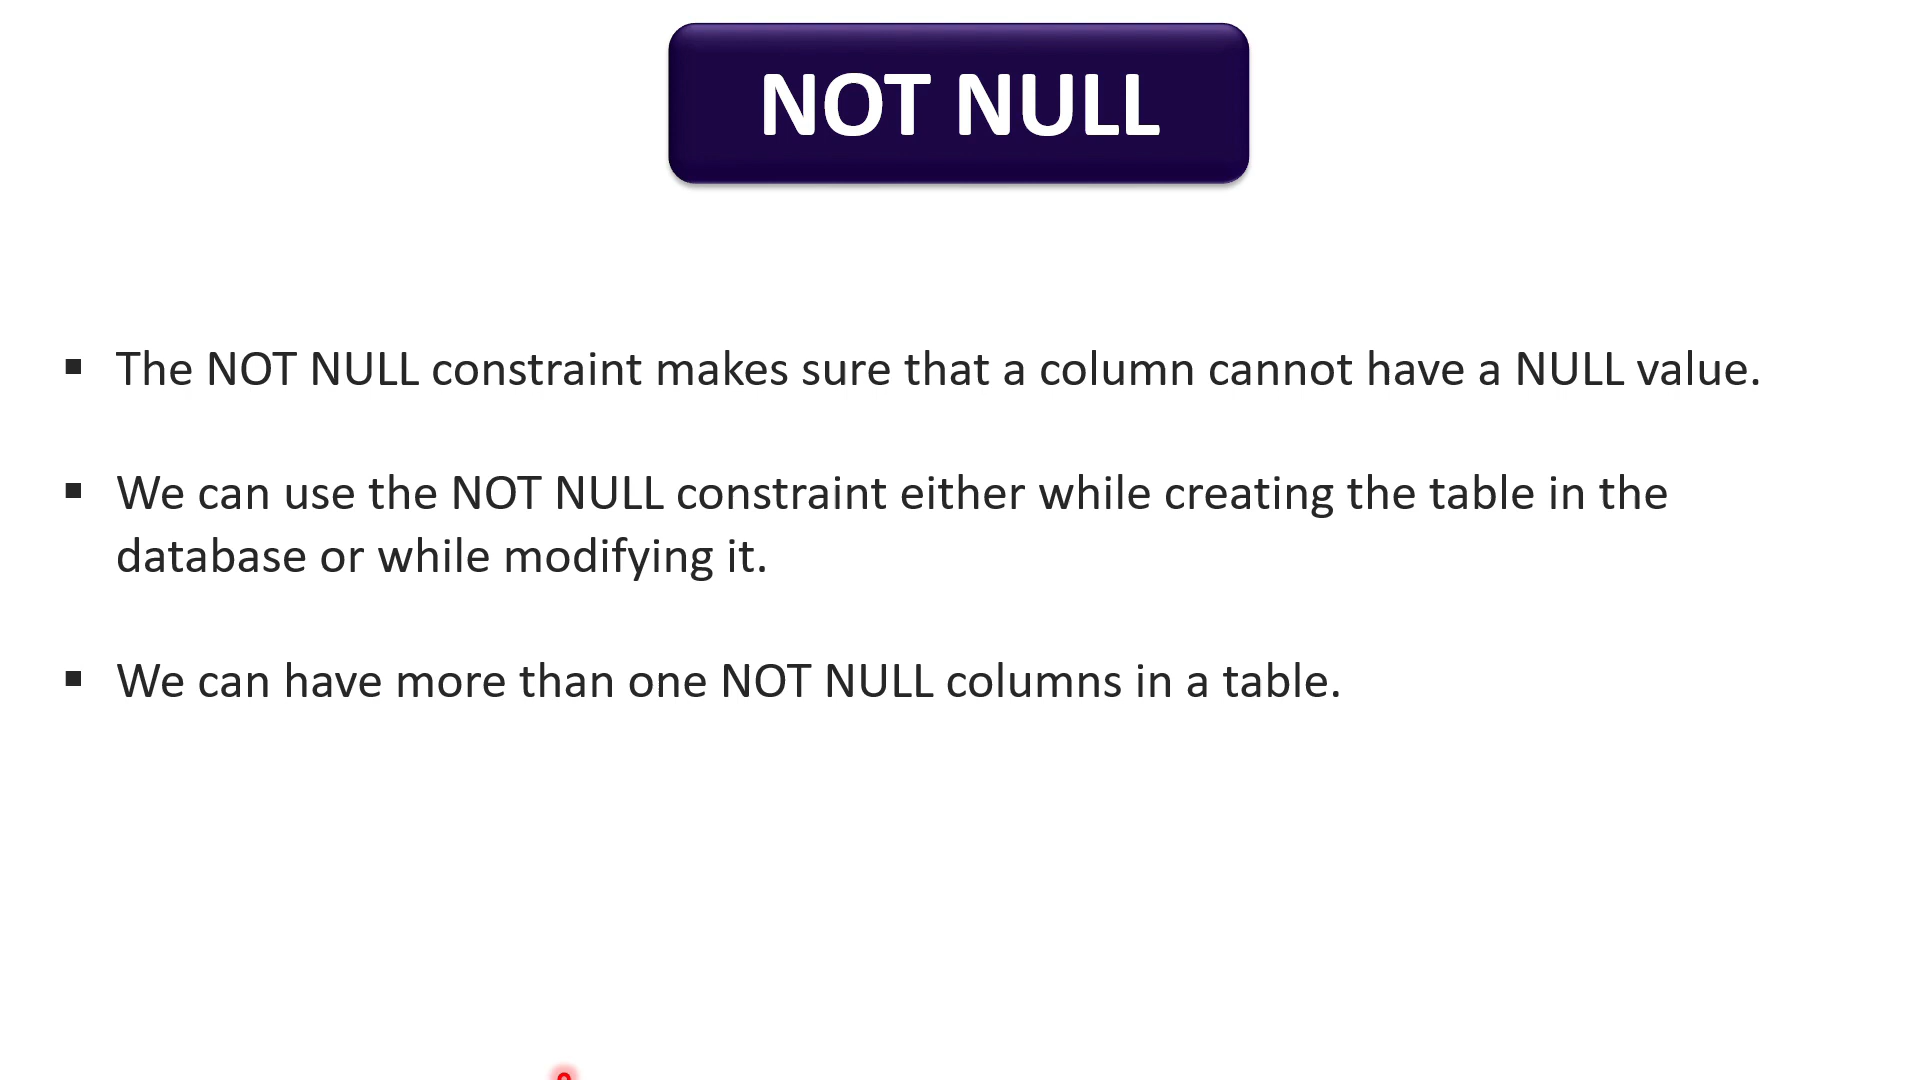 NOT NULL
▪ The NOT NULL constraint makes sure that a column cannot have a NULL value.
▪ We can use the NOT NULL constraint either while creating the table in the
database or while modifying it.
▪ We can have more than one NOT NULL columns in a table.